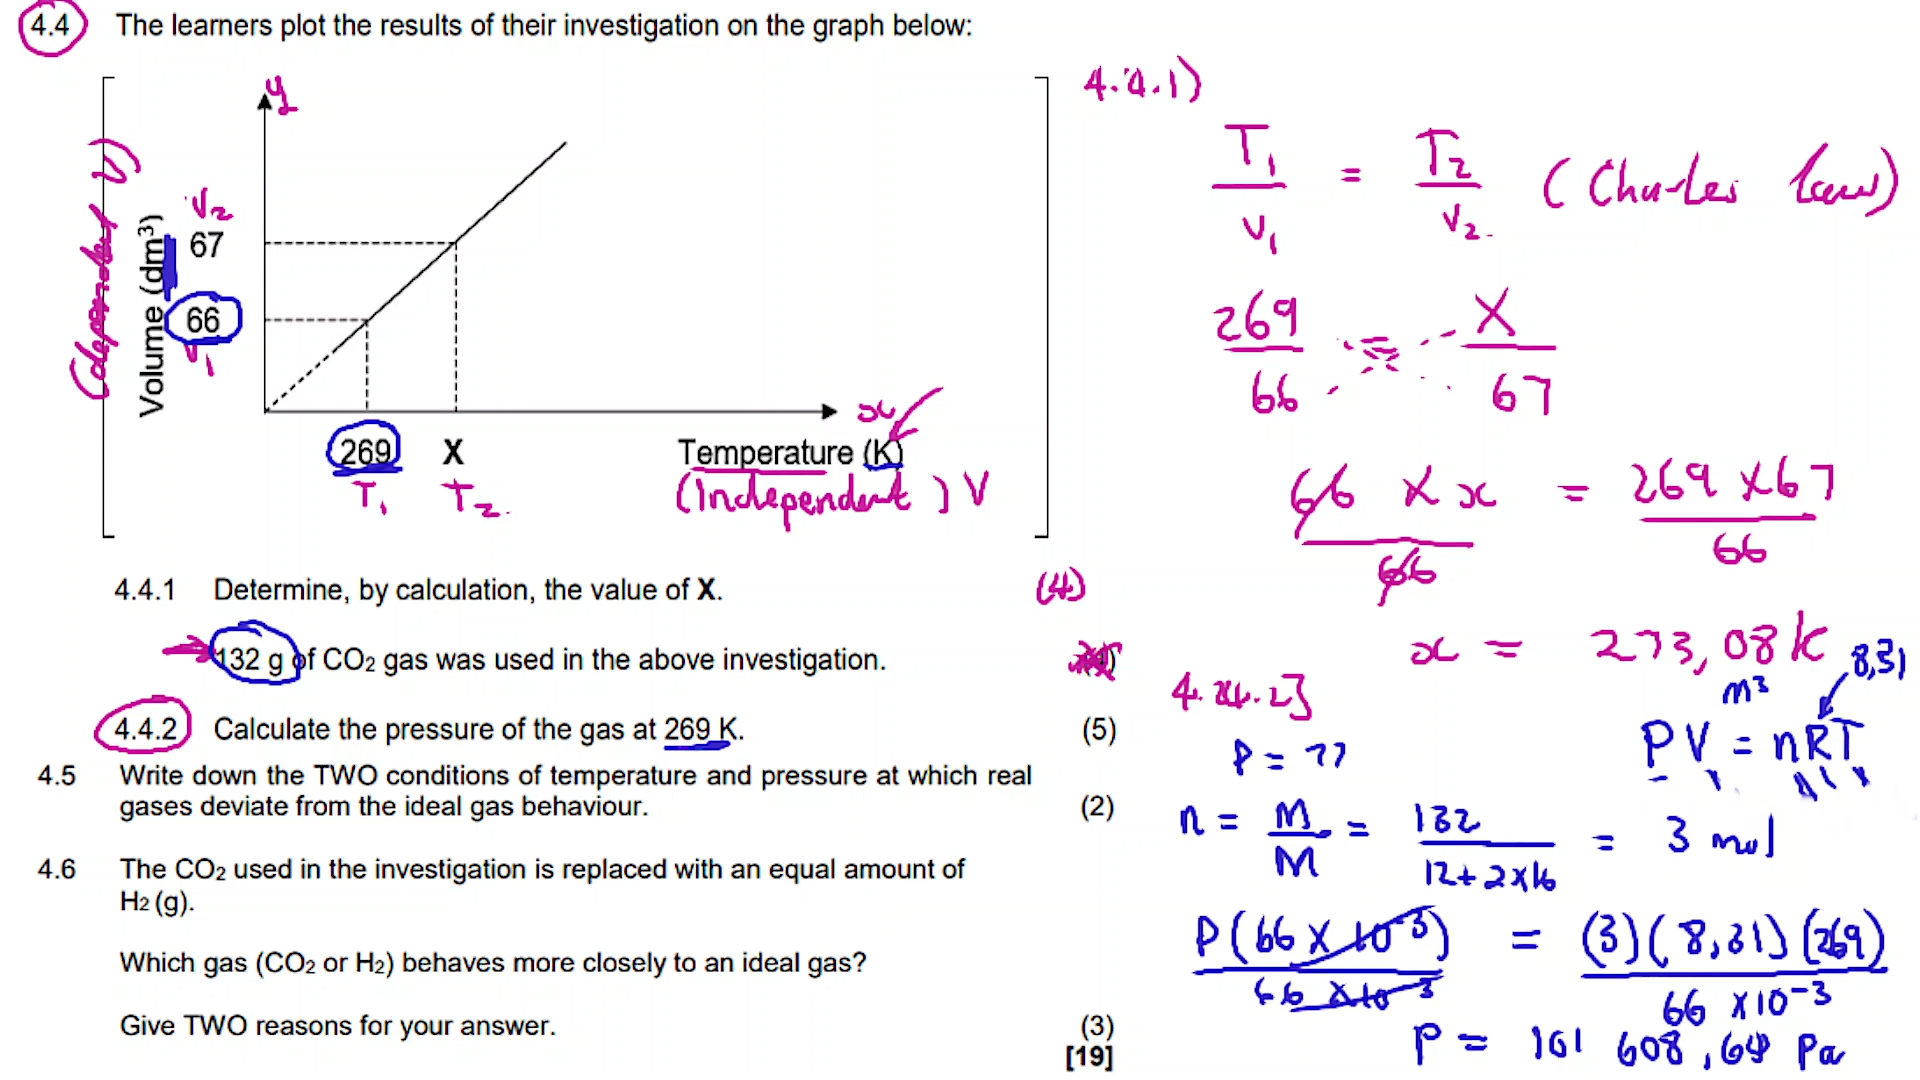 4.4 The learners plot the results of their investigation on the graph below:
y
(dependent V)
Volume (dm³)
V₂
67
66
V₁
269 X
T₁ T₂
x
Temperature (K)
(Independent) V
4.4.1 Determine, by calculation, the value of X. (4)
132 g of CO2 gas was used in the above investigation.
4.4.2 Calculate the pressure of the gas at 269 K. (5)
4.5 Write down the TWO conditions of temperature and pressure at which real
gases deviate from the ideal gas behaviour. (2)
4.6 The CO2 used in the investigation is replaced with an equal amount of
H2 (g).
Which gas (CO2 or H2) behaves more closely to an ideal gas?
Give TWO reasons for your answer. (3)
[19]
4.4.1)
T₁/V₁ = T₂/V₂ (Charles law)
269/66 = X/67
66 X x/66 = 269 X 67/66
x = 273,08 K
4.4.2]
m³ 8,31
P = ?? PV = nRT
n = m/M = 132/12+2x16 = 3 mol
P(66 X 10⁻³)/66 X 10⁻³ = (3)(8,31)(269)/66 X 10⁻³
P = 101 608,64 Pa